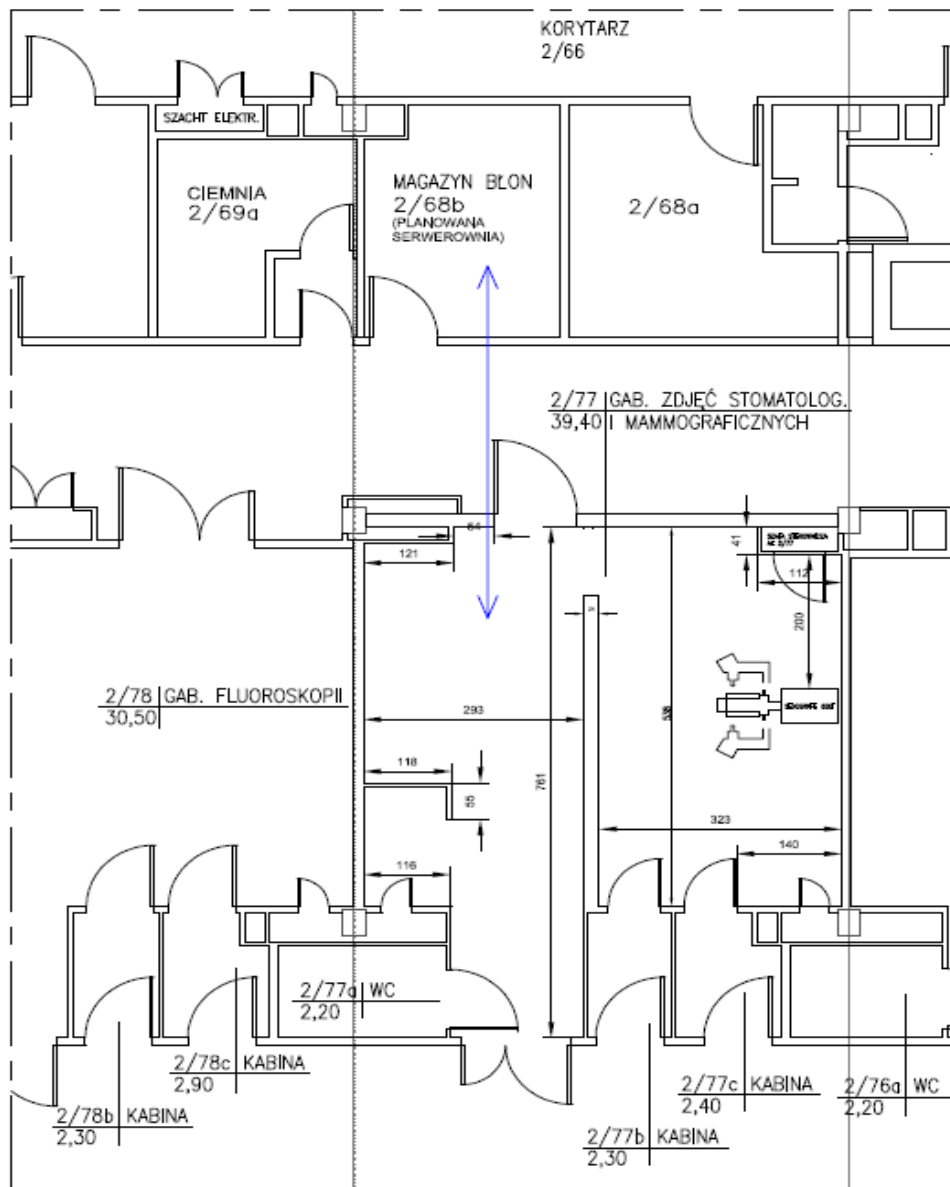 KORYTARZ
2/66
SZACHT ELEKTR.
CIEMNIA
2/69a
MAGAZYN BŁON
2/68b
(PLANOWANA
SERWEROWNIA)
2/68a
2/77 GAB. ZDJĘĆ STOMATOLOG.
39,40 I MAMMOGRAFICZNYCH
64
41
121
112
200
2/78 GAB. FLUOROSKOPII
30,50
293
538
118
761
55
323
116
140
2/77a WC
2,20
2/78c KABINA
2,90
2/77c KABINA
2,40
2/76a WC
2,20
2/78b KABINA
2,30
2/77b KABINA
2,30